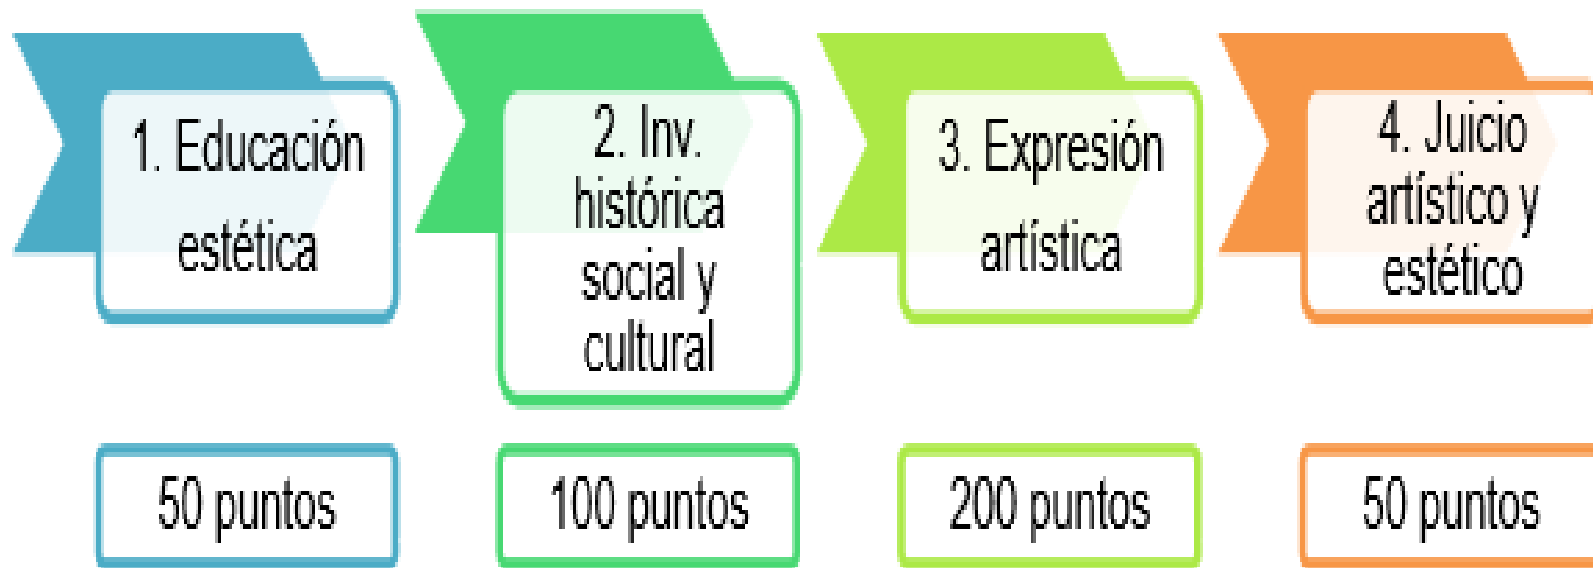 1. Educación
estética
2. Inv.
histórica
social y
cultural
3. Expresión
artística
4. Juicio
artístico y
estético
50 puntos
100 puntos
200 puntos
50 puntos